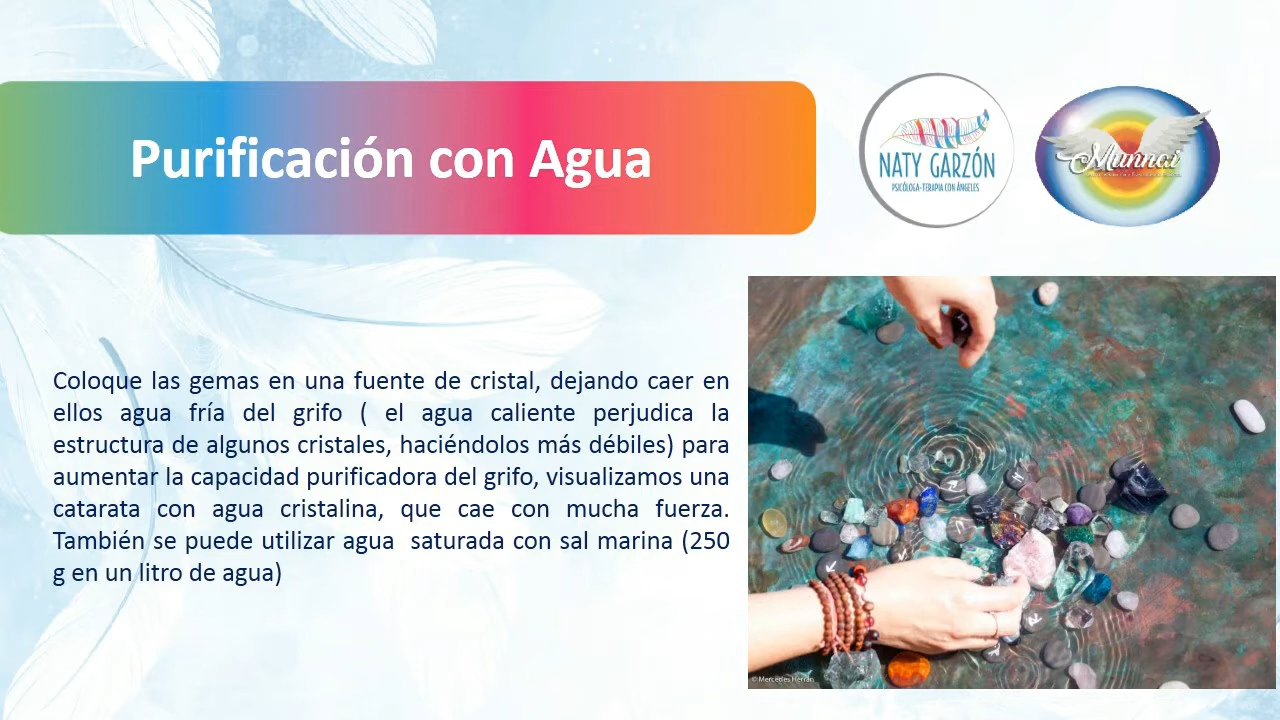 Purificación con Agua
NATY GARZÓN
PSICÓLOGA-TERAPIA CON ÁNGELES
Munnai
Coloque las gemas en una fuente de cristal, dejando caer en
ellos agua fría del grifo ( el agua caliente perjudica la
estructura de algunos cristales, haciéndolos más débiles) para
aumentar la capacidad purificadora del grifo, visualizamos una
catarata con agua cristalina, que cae con mucha fuerza.
También se puede utilizar agua  saturada con sal marina (250
g en un litro de agua)
© Mercedes Herrán